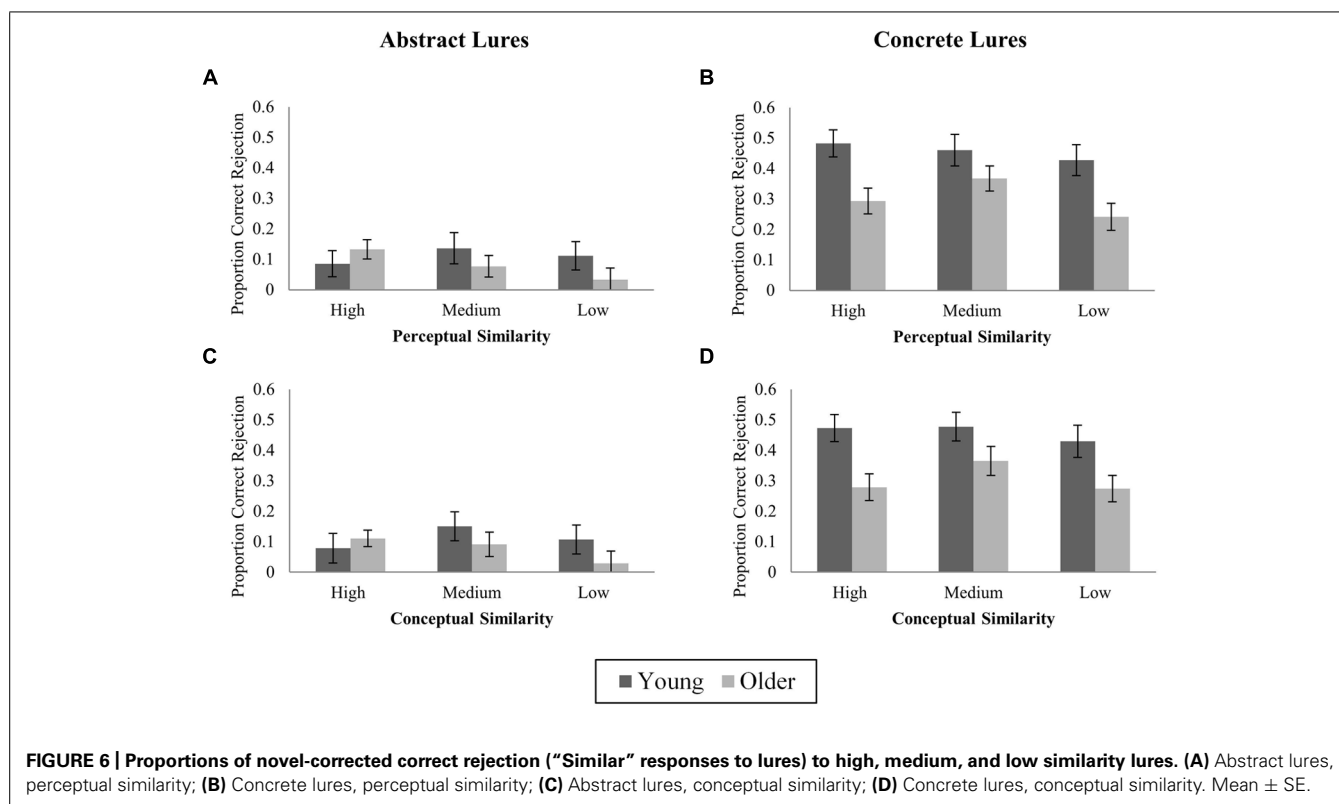 Abstract Lures
Concrete Lures
A
Proportion Correct Rejection
0.6
0.5
0.4
0.3
0.2
0.1
0
High Medium Low
Perceptual Similarity
B
Proportion Correct Rejection
0.6
0.5
0.4
0.3
0.2
0.1
0
High Medium Low
Perceptual Similarity
C
Proportion Correct Rejection
0.6
0.5
0.4
0.3
0.2
0.1
0
High Medium Low
Conceptual Similarity
D
Proportion Correct Rejection
0.6
0.5
0.4
0.3
0.2
0.1
0
High Medium Low
Conceptual Similarity
Young Older
FIGURE 6 | Proportions of novel-corrected correct rejection (“Similar” responses to lures) to high, medium, and low similarity lures. (A) Abstract lures,
perceptual similarity; (B) Concrete lures, perceptual similarity; (C) Abstract lures, conceptual similarity; (D) Concrete lures, conceptual similarity. Mean ± SE.